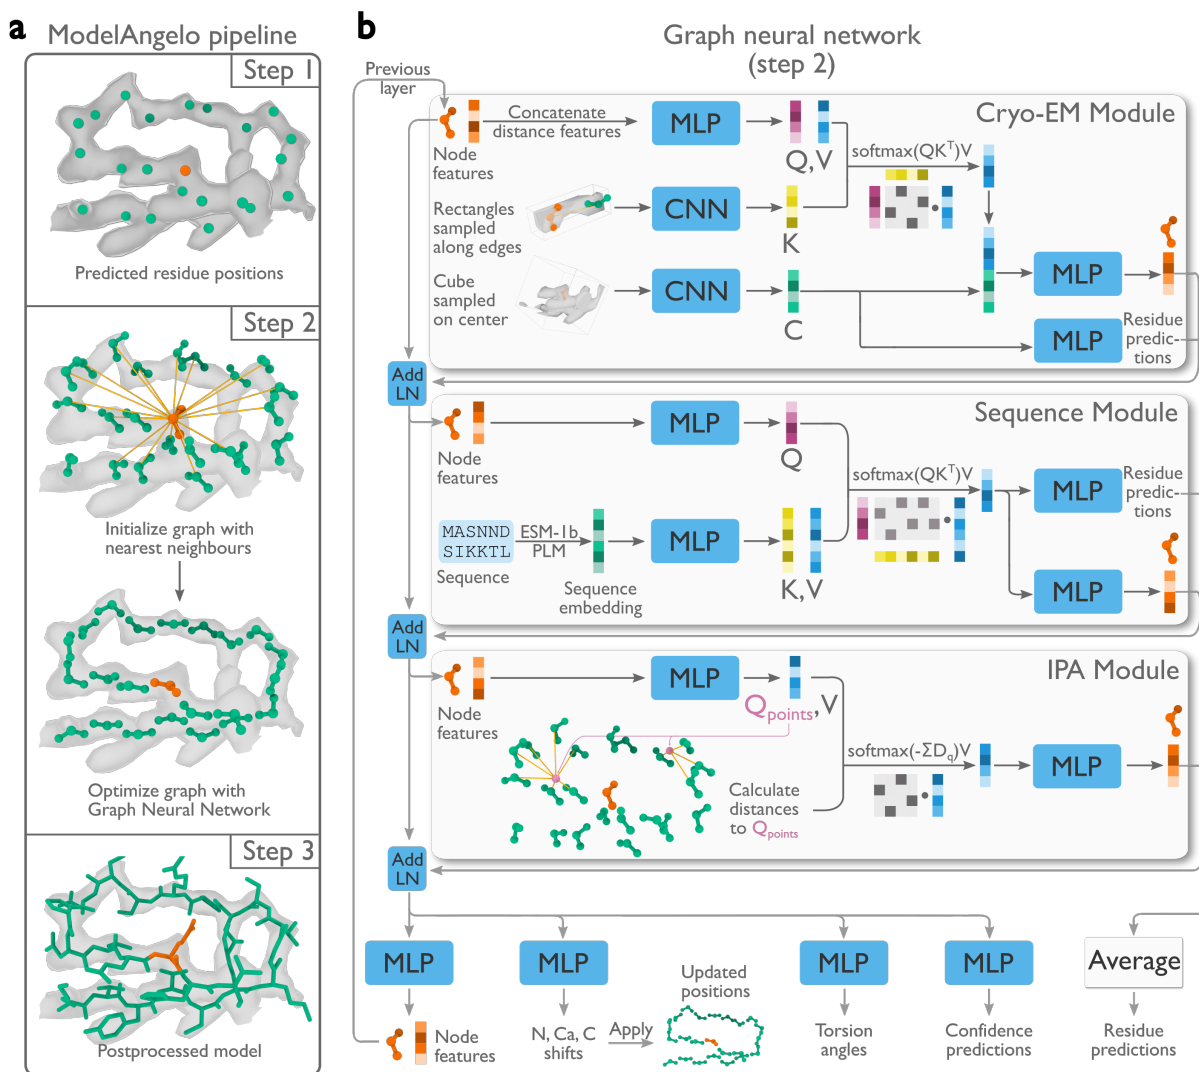 a
ModelAngelo pipeline
Step 1
Predicted residue positions
Step 2
Initialize graph with
nearest neighbours
Optimize graph with
Graph Neural Network
Step 3
Postprocessed model
b
Graph neural network
(step 2)
Previous
layer
Cryo-EM Module
Node
features
Concatenate
distance features
MLP
Q, V
softmax(QKᵀ)V
Rectangles
sampled
along edges
CNN
K
Cube
sampled
on center
CNN
C
MLP
MLP
Residue
predic-
tions
Add
LN
Sequence Module
Node
features
MLP
Q
softmax(QKᵀ)V
MLP
Residue
predic-
tions
MASNND
SIKKTL
Sequence
ESM-1b
PLM
Sequence
embedding
MLP
K, V
MLP
Add
LN
IPA Module
Node
features
MLP
Qpoints, V
softmax(-ΣDq)V
MLP
Calculate
distances
to Qpoints
Add
LN
MLP
MLP
MLP
MLP
Average
Node
features
N, Ca, C
shifts
Apply
Updated
positions
Torsion
angles
Confidence
predictions
Residue
predictions